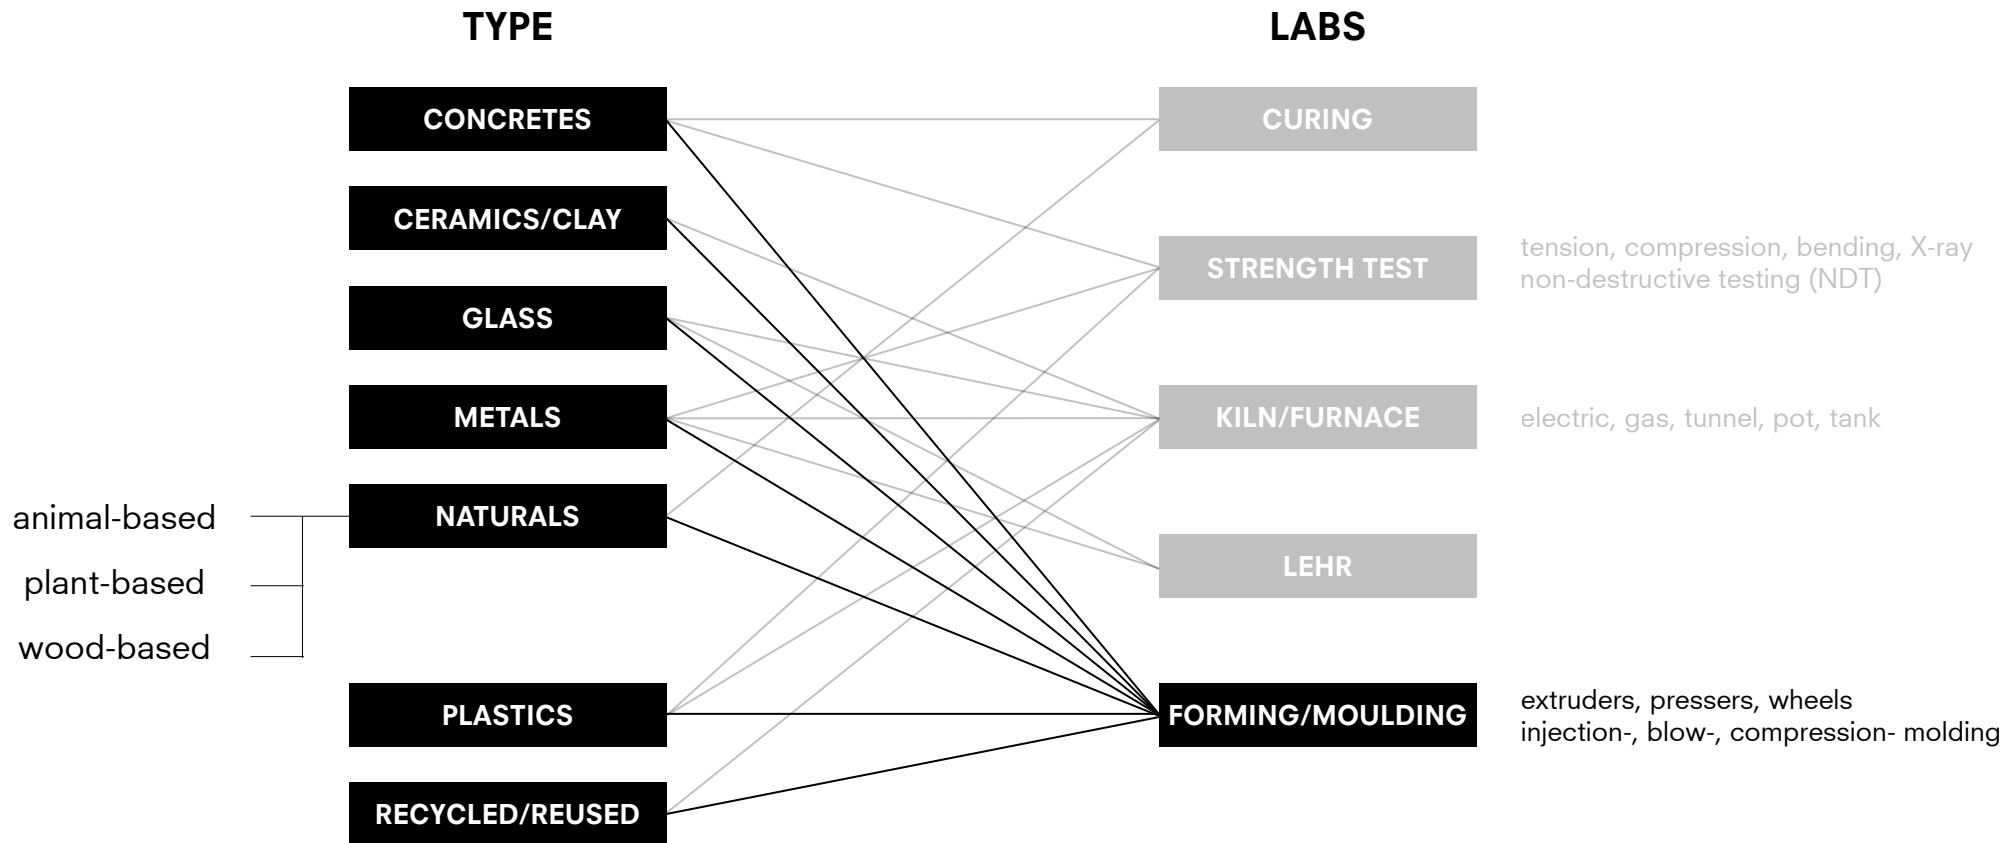 TYPE
LABS
CONCRETES
CURING
CERAMICS/CLAY
STRENGTH TEST
tension, compression, bending, X-ray
non-destructive testing (NDT)
GLASS
METALS
KILN/FURNACE
electric, gas, tunnel, pot, tank
NATURALS
animal-based
plant-based
wood-based
LEHR
PLASTICS
FORMING/MOULDING
extruders, pressers, wheels
injection-, blow-, compression- molding
RECYCLED/REUSED